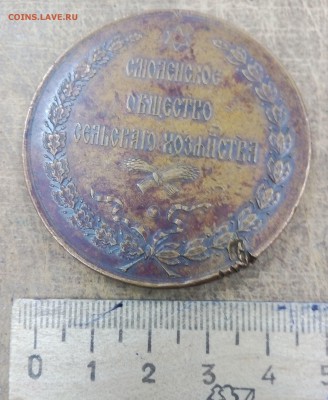 COINS.LAVE.RU
СМОЛЕНСКОЕ
ОБЩЕСТВО
СЕЛЬСКАГО ХОЗЯЙСТВА
0 1 2 3 4 5